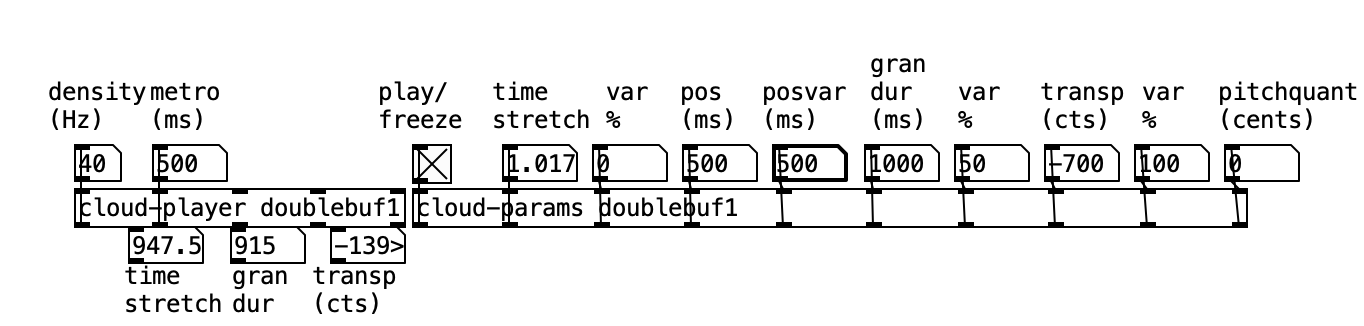 density metro play/ time var pos posvar gran dur var transp var pitchquant
(Hz) (ms) freeze stretch % (ms) (ms) (ms) % (cts) % (cents)
40 500 1.017 0 500 500 1000 50 -700 100 0
cloud-player doublebuf1 cloud-params doublebuf1
947.5 915 -139>
time gran transp
stretch dur (cts)